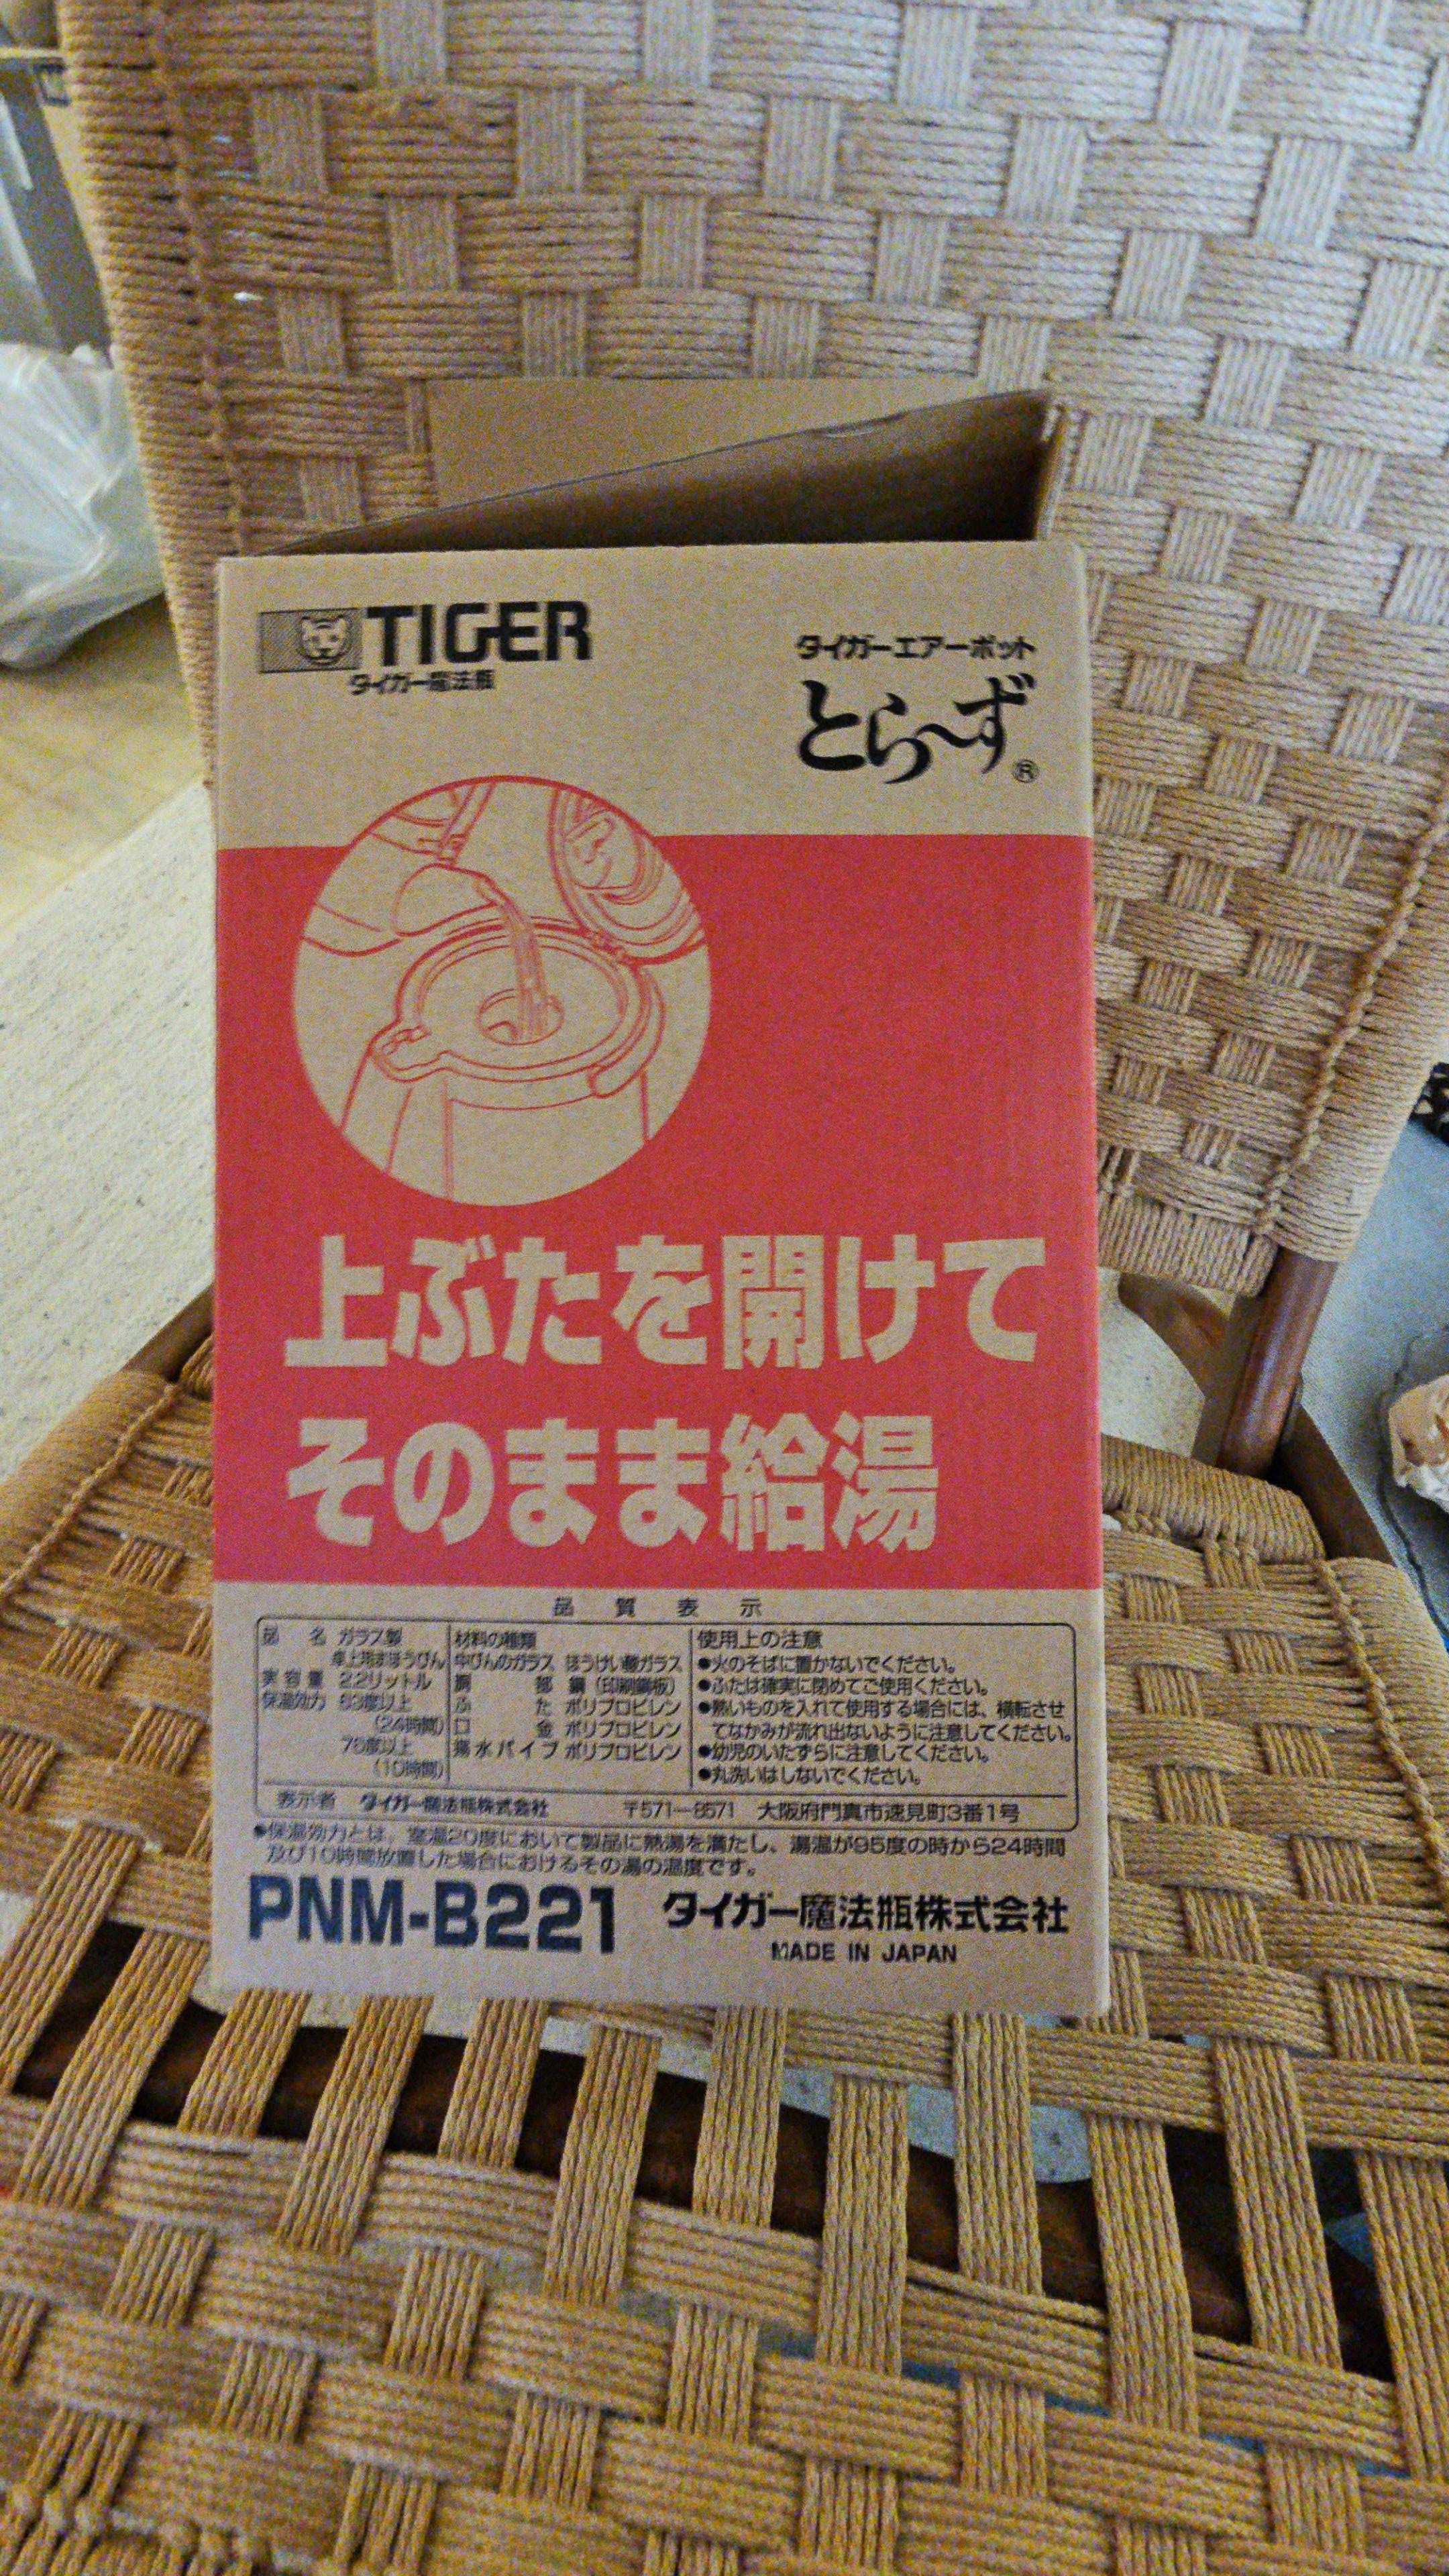 TIGER
タイガー魔法瓶
タイガーエアーポット
とら〜ず®
上ぶたを開けて
そのまま給湯
品質表示
品名 ガラス製
卓上用まほうびん
実容量 2.2リットル
保温効力 63度以上
(24時間)
76度以上
(10時間)
材料の種類
中びんのガラス ほうけい酸ガラス
胴部 鋼(印刷鋼板)
ふた ポリプロピレン
口金 ポリプロピレン
揚水パイプ ポリプロピレン
使用上の注意
●火のそばに置かないでください。
●ふたは確実に閉めてご使用ください。
●熱いものを入れて使用する場合には、横転させ
てなかみが流れ出ないように注意してください。
●幼児のいたずらに注意してください。
●丸洗いはしないでください。
表示者 タイガー魔法瓶株式会社 〒571-8571 大阪府門真市速見町3番1号
●保温効力とは、室温20度において製品に熱湯を満たし、湯温が95度の時から24時間
及び10時間放置した場合におけるその湯の温度です。
PNM-B221 タイガー魔法瓶株式会社
MADE IN JAPAN